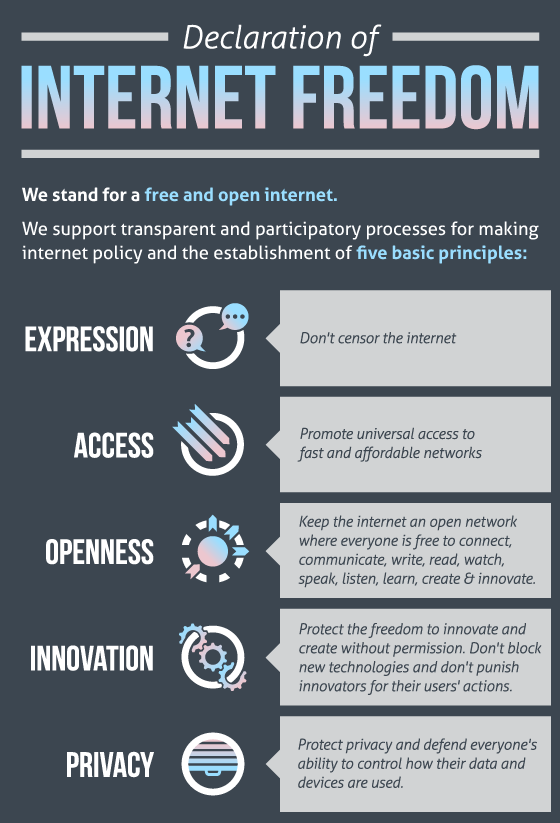 Declaration of
INTERNET FREEDOM
We stand for a free and open internet.
We support transparent and participatory processes for making
internet policy and the establishment of five basic principles:
EXPRESSION
?
Don't censor the internet
ACCESS
Promote universal access to
fast and affordable networks
OPENNESS
Keep the internet an open network
where everyone is free to connect,
communicate, write, read, watch,
speak, listen, learn, create & innovate.
INNOVATION
Protect the freedom to innovate and
create without permission. Don't block
new technologies and don't punish
innovators for their users' actions.
PRIVACY
Protect privacy and defend everyone's
ability to control how their data and
devices are used.